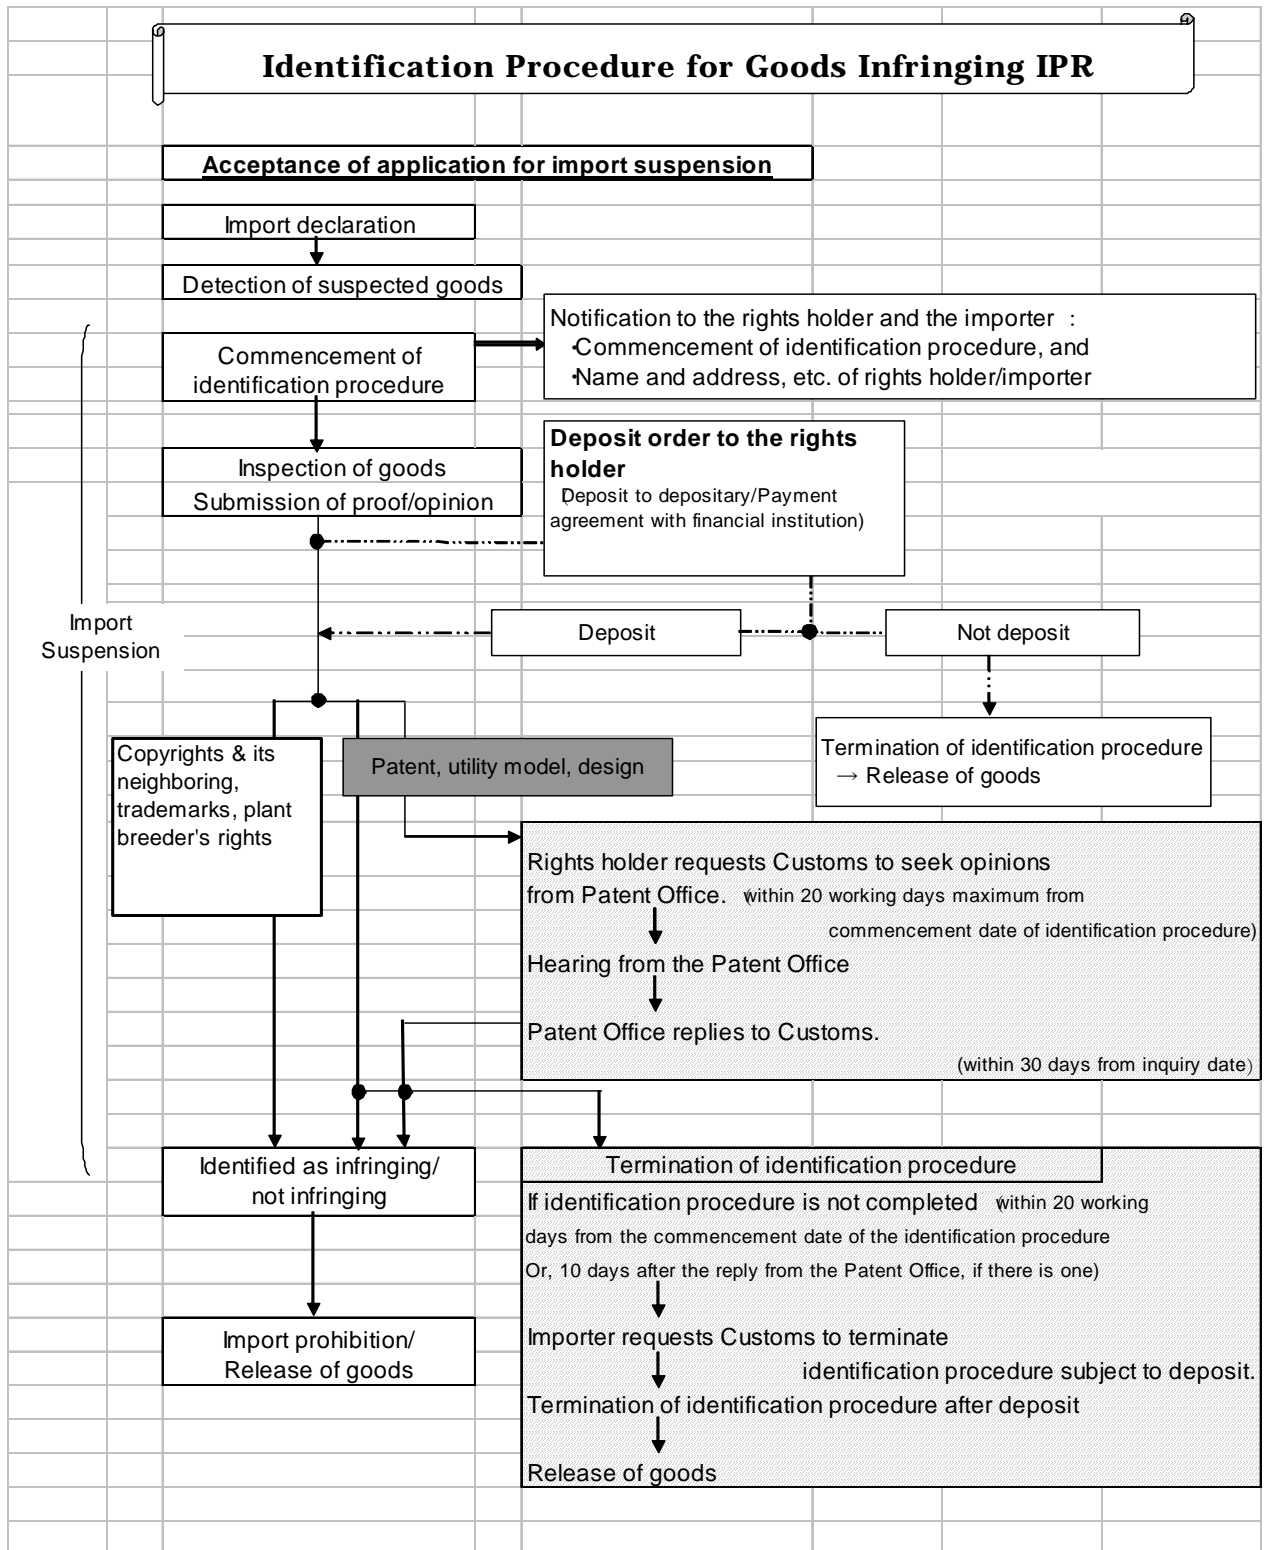 Identification Procedure for Goods Infringing IPR
Acceptance of application for import suspension
Import declaration
Detection of suspected goods
Notification to the rights holder and the importer :
・Commencement of identification procedure, and
・Name and address, etc. of rights holder/importer
Commencement of
identification procedure
Deposit order to the rights
holder
(Deposit to depositary/Payment
agreement with financial institution)
Inspection of goods
Submission of proof/opinion
Import
Suspension
Deposit
Not deposit
Termination of identification procedure
→ Release of goods
Copyrights & its
neighboring,
trademarks, plant
breeder's rights
Patent, utility model, design
Rights holder requests Customs to seek opinions
from Patent Office. (within 20 working days maximum from
commencement date of identification procedure)
Hearing from the Patent Office
Patent Office replies to Customs.
(within 30 days from inquiry date)
Identified as infringing/
not infringing
Termination of identification procedure
If identification procedure is not completed (within 20 working
days from the commencement date of the identification procedure
Or, 10 days after the reply from the Patent Office, if there is one)
Import prohibition/
Release of goods
Importer requests Customs to terminate
identification procedure subject to deposit.
Termination of identification procedure after deposit
Release of goods